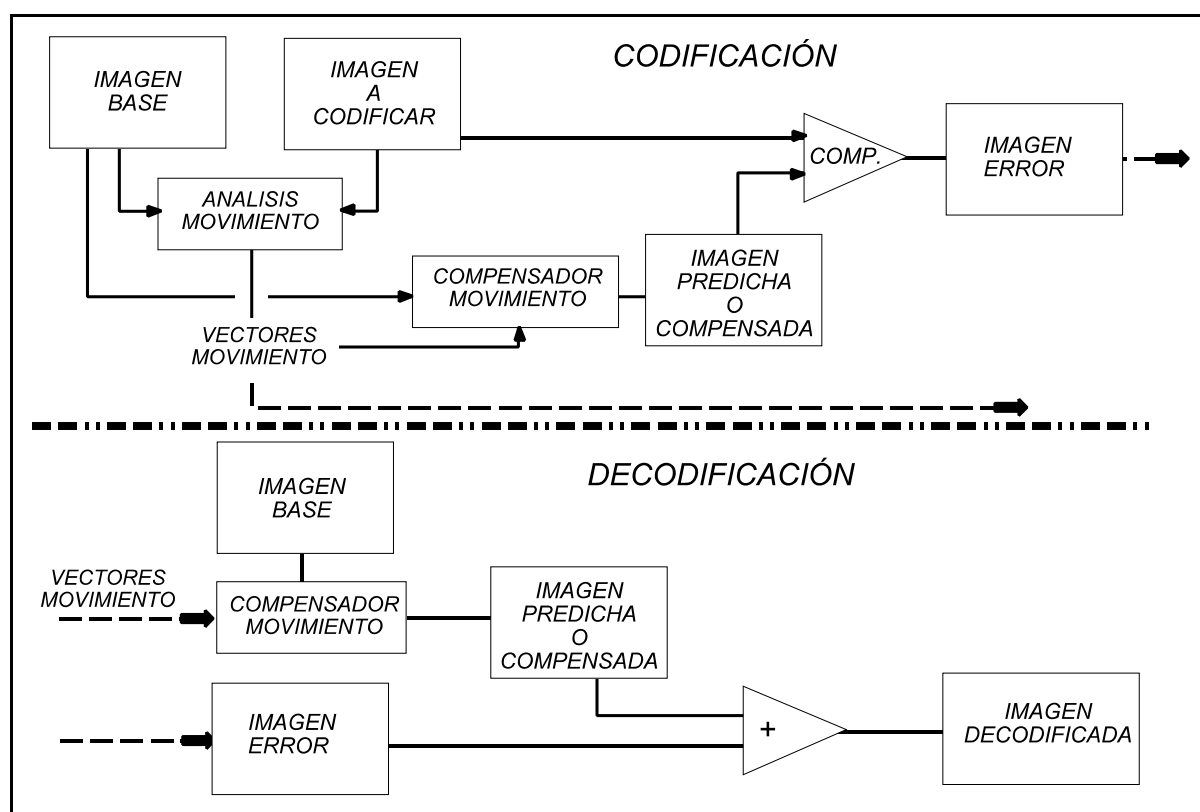 CODIFICACIÓN
IMAGEN
BASE
IMAGEN
A
CODIFICAR
COMP.
IMAGEN
ERROR
ANALISIS
MOVIMIENTO
COMPENSADOR
MOVIMIENTO
IMAGEN
PREDICHA
O
COMPENSADA
VECTORES
MOVIMIENTO
DECODIFICACIÓN
IMAGEN
BASE
VECTORES
MOVIMIENTO
COMPENSADOR
MOVIMIENTO
IMAGEN
PREDICHA
O
COMPENSADA
IMAGEN
ERROR
+
IMAGEN
DECODIFICADA